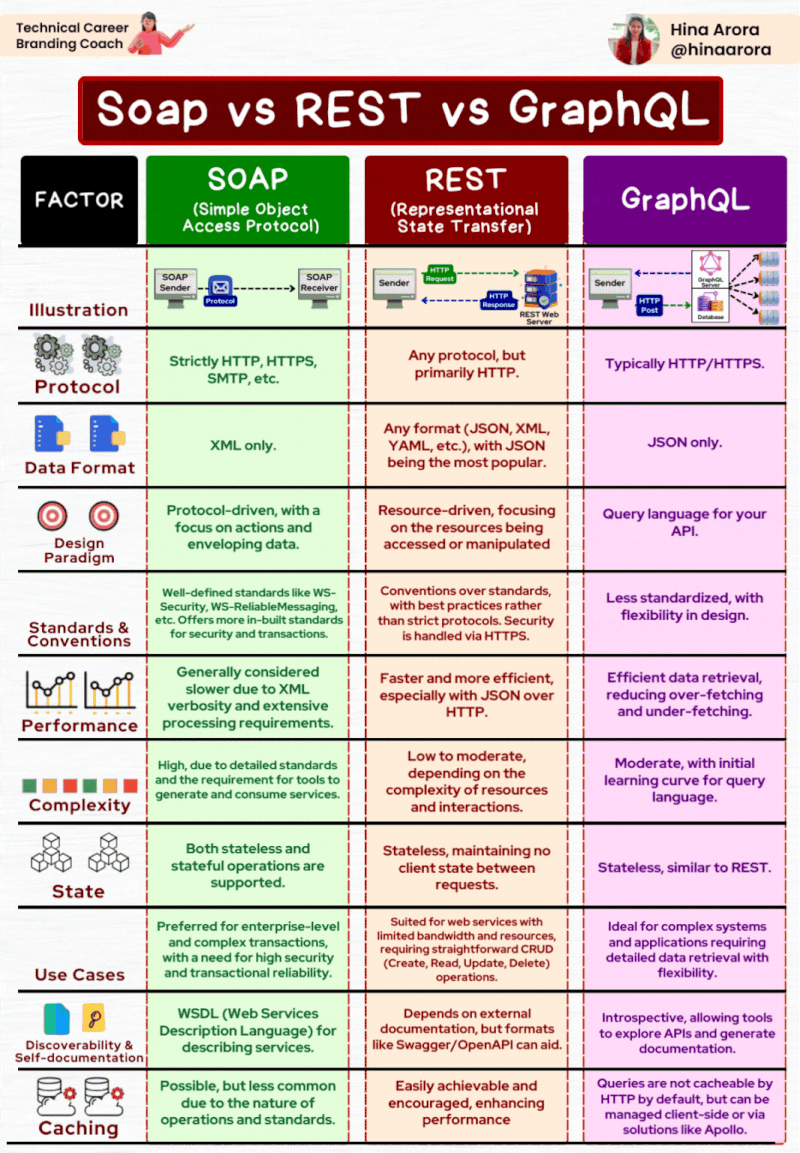 Technical Career
Branding Coach
Hina Arora
@hinaarora
Soap vs REST vs GraphQL
FACTOR
SOAP
(Simple Object
Access Protocol)
REST
(Representational
State Transfer)
GraphQL
Illustration
SOAP
Sender
Protocol
SOAP
Receiver
Sender
HTTP
Request
HTTP
Response
REST Web
Server
Sender
HTTP
Post
GraphQL
Server
Database
Protocol
Strictly HTTP, HTTPS,
SMTP, etc.
Any protocol, but
primarily HTTP.
Typically HTTP/HTTPS.
Data Format
XML only.
Any format (JSON, XML,
YAML, etc.), with JSON
being the most popular.
JSON only.
Design
Paradigm
Protocol-driven, with a
focus on actions and
enveloping data.
Resource-driven, focusing
on the resources being
accessed or manipulated
Query language for your
API.
Standards &
Conventions
Well-defined standards like WS-
Security, WS-ReliableMessaging,
etc. Offers more in-built standards
for security and transactions.
Conventions over standards,
with best practices rather
than strict protocols. Security
is handled via HTTPS.
Less standardized, with
flexibility in design.
Performance
Generally considered
slower due to XML
verbosity and extensive
processing requirements.
Faster and more efficient,
especially with JSON over
HTTP.
Efficient data retrieval,
reducing over-fetching
and under-fetching.
Complexity
High, due to detailed standards
and the requirement for tools to
generate and consume services.
Low to moderate,
depending on the
complexity of resources
and interactions.
Moderate, with initial
learning curve for query
language.
State
Both stateless and
stateful operations are
supported.
Stateless, maintaining no
client state between
requests.
Stateless, similar to REST.
Use Cases
Preferred for enterprise-level
and complex transactions,
with a need for high security
and transactional reliability.
Suited for web services with
limited bandwidth and resources,
requiring straightforward CRUD
(Create, Read, Update, Delete)
operations.
Ideal for complex systems
and applications requiring
detailed data retrieval with
flexibility.
Discoverability &
Self-documentation
WSDL (Web Services
Description Language) for
describing services.
Depends on external
documentation, but formats
like Swagger/OpenAPI can aid.
Introspective, allowing tools
to explore APIs and generate
documentation.
Caching
Possible, but less common
due to the nature of
operations and standards.
Easily achievable and
encouraged, enhancing
performance
Queries are not cacheable by
HTTP by default, but can be
managed client-side or via
solutions like Apollo.